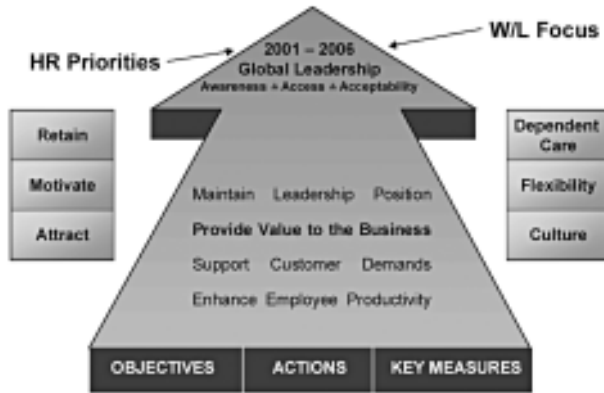 W/L Focus
HR Priorities
2001 – 2006
Global Leadership
Awareness + Access + Acceptability
Retain
Motivate
Attract
Dependent
Care
Flexibility
Culture
Maintain Leadership Position
Provide Value to the Business
Support Customer Demands
Enhance Employee Productivity
OBJECTIVES
ACTIONS
KEY MEASURES